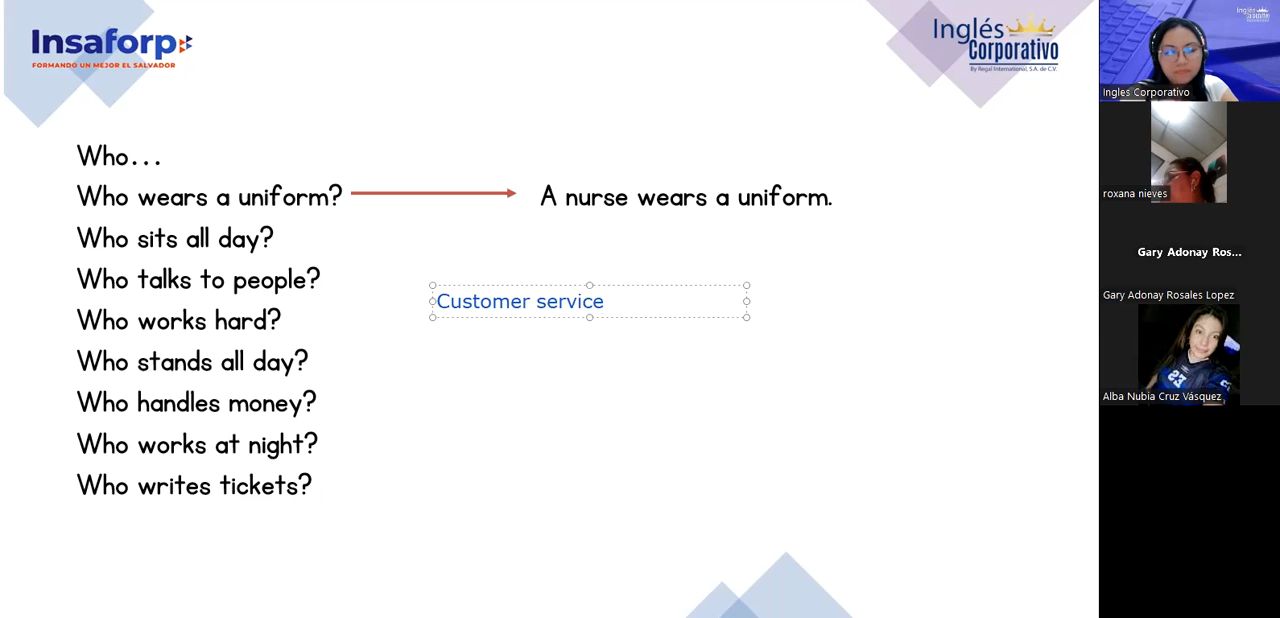 Insaforp
FORMANDO UN MEJOR EL SALVADOR
Inglés
Corporativo
By Regal International, S.A. de C.V.
Who...
Who wears a uniform?
A nurse wears a uniform.
Who sits all day?
Who talks to people?
Customer service
Who works hard?
Who stands all day?
Who handles money?
Who works at night?
Who writes tickets?
Inglés
Ingles Corporativo
roxana nieves
Gary Adonay Ros...
Gary Adonay Rosales Lopez
23
Alba Nubia Cruz Vásquez